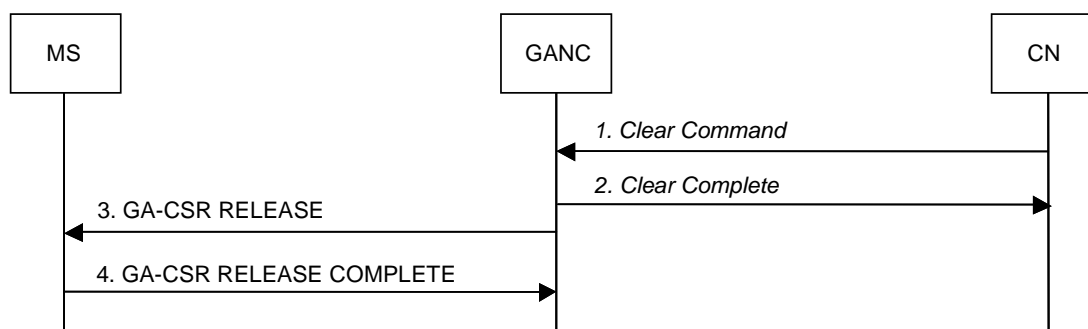 MS
GANC
CN
1. Clear Command
2. Clear Complete
3. GA-CSR RELEASE
4. GA-CSR RELEASE COMPLETE